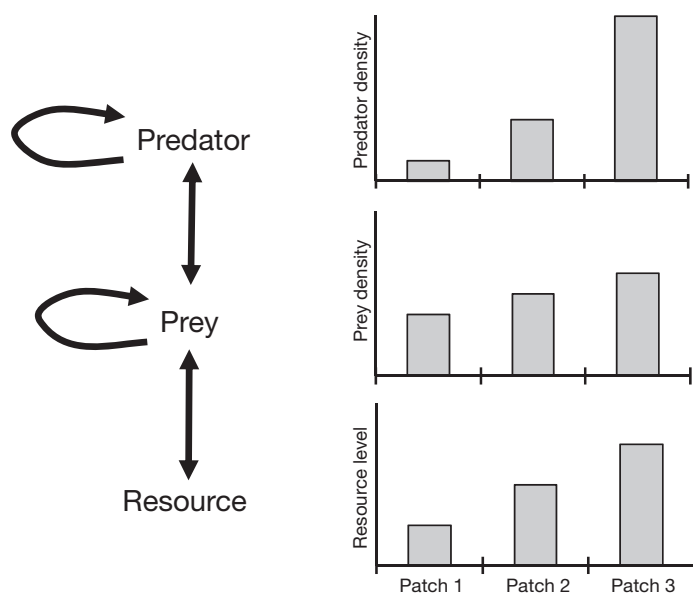 Predator
Prey
Resource
Predator density
Prey density
Resource level
Patch 1
Patch 2
Patch 3